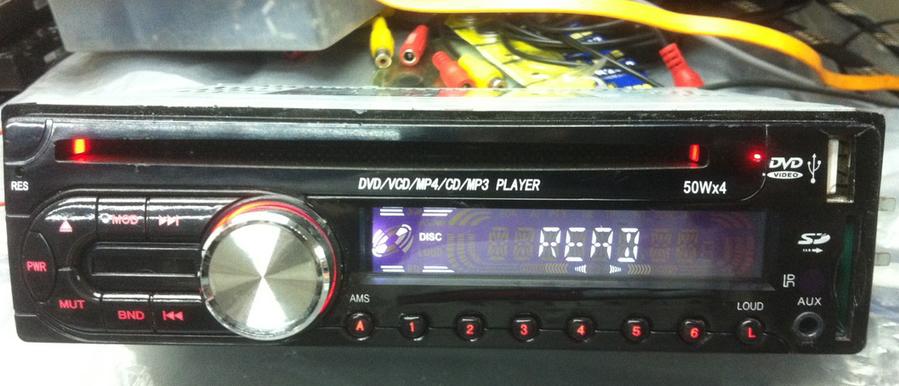 DVD
VIDEO
RES
DVD/VCD/MP4/CD/MP3 PLAYER
50Wx4
MOD
DISC
READ
PWR
MUT
BND
AMS
A
1
2
3
4
5
6
LOUD
L
AUX